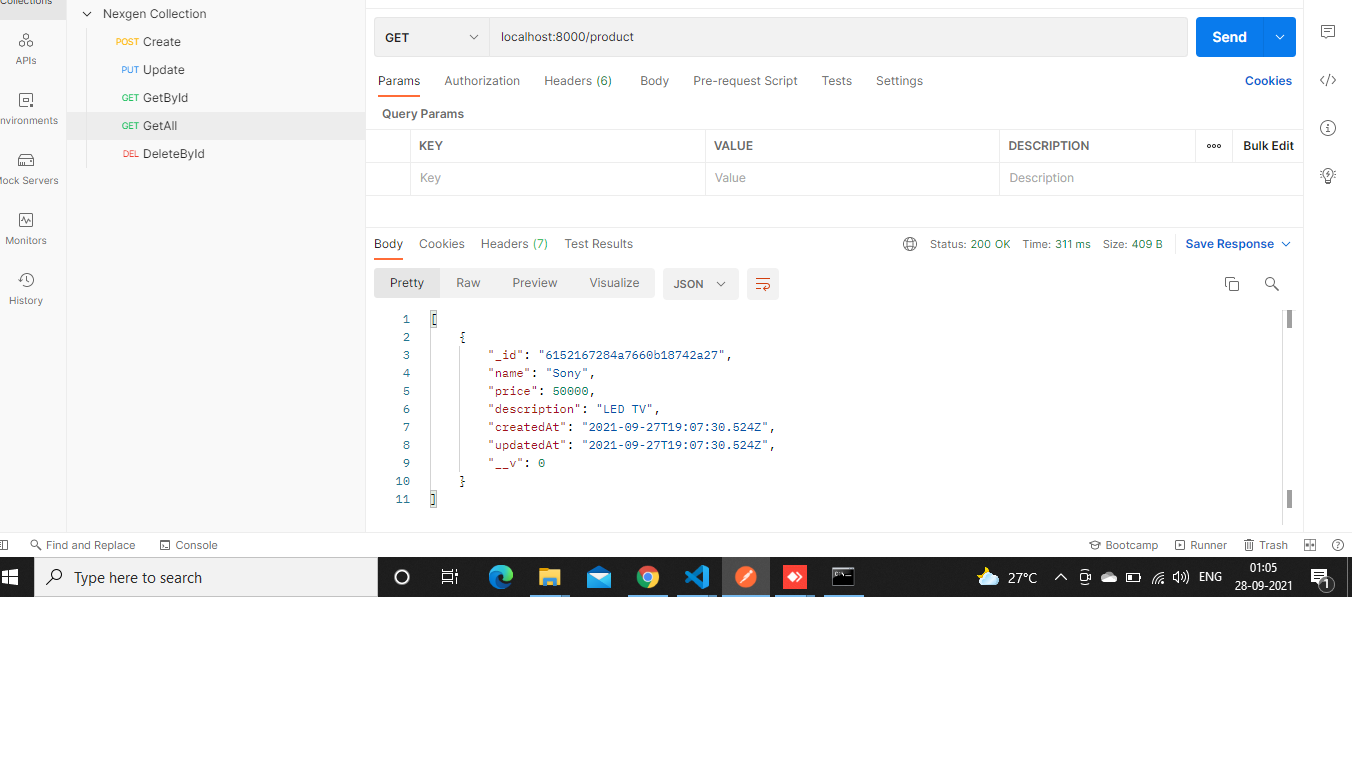 Collections
APIs
nvironments
Mock Servers
Monitors
History
Nexgen Collection
POST Create
PUT Update
GET GetById
GET GetAll
DEL DeleteById
GET localhost:8000/product Send
Params Authorization Headers (6) Body Pre-request Script Tests Settings Cookies
Query Params
KEY VALUE DESCRIPTION Bulk Edit
Key Value Description
Body Cookies Headers (7) Test Results Status: 200 OK Time: 311 ms Size: 409 B Save Response
Pretty Raw Preview Visualize JSON
1 [
2 {
3 "_id": "6152167284a7660b18742a27",
4 "name": "Sony",
5 "price": 50000,
6 "description": "LED TV",
7 "createdAt": "2021-09-27T19:07:30.524Z",
8 "updatedAt": "2021-09-27T19:07:30.524Z",
9 "__v": 0
10 }
11 ]
Find and Replace Console Bootcamp Runner Trash
Type here to search 27°C ENG 01:05
28-09-2021 1